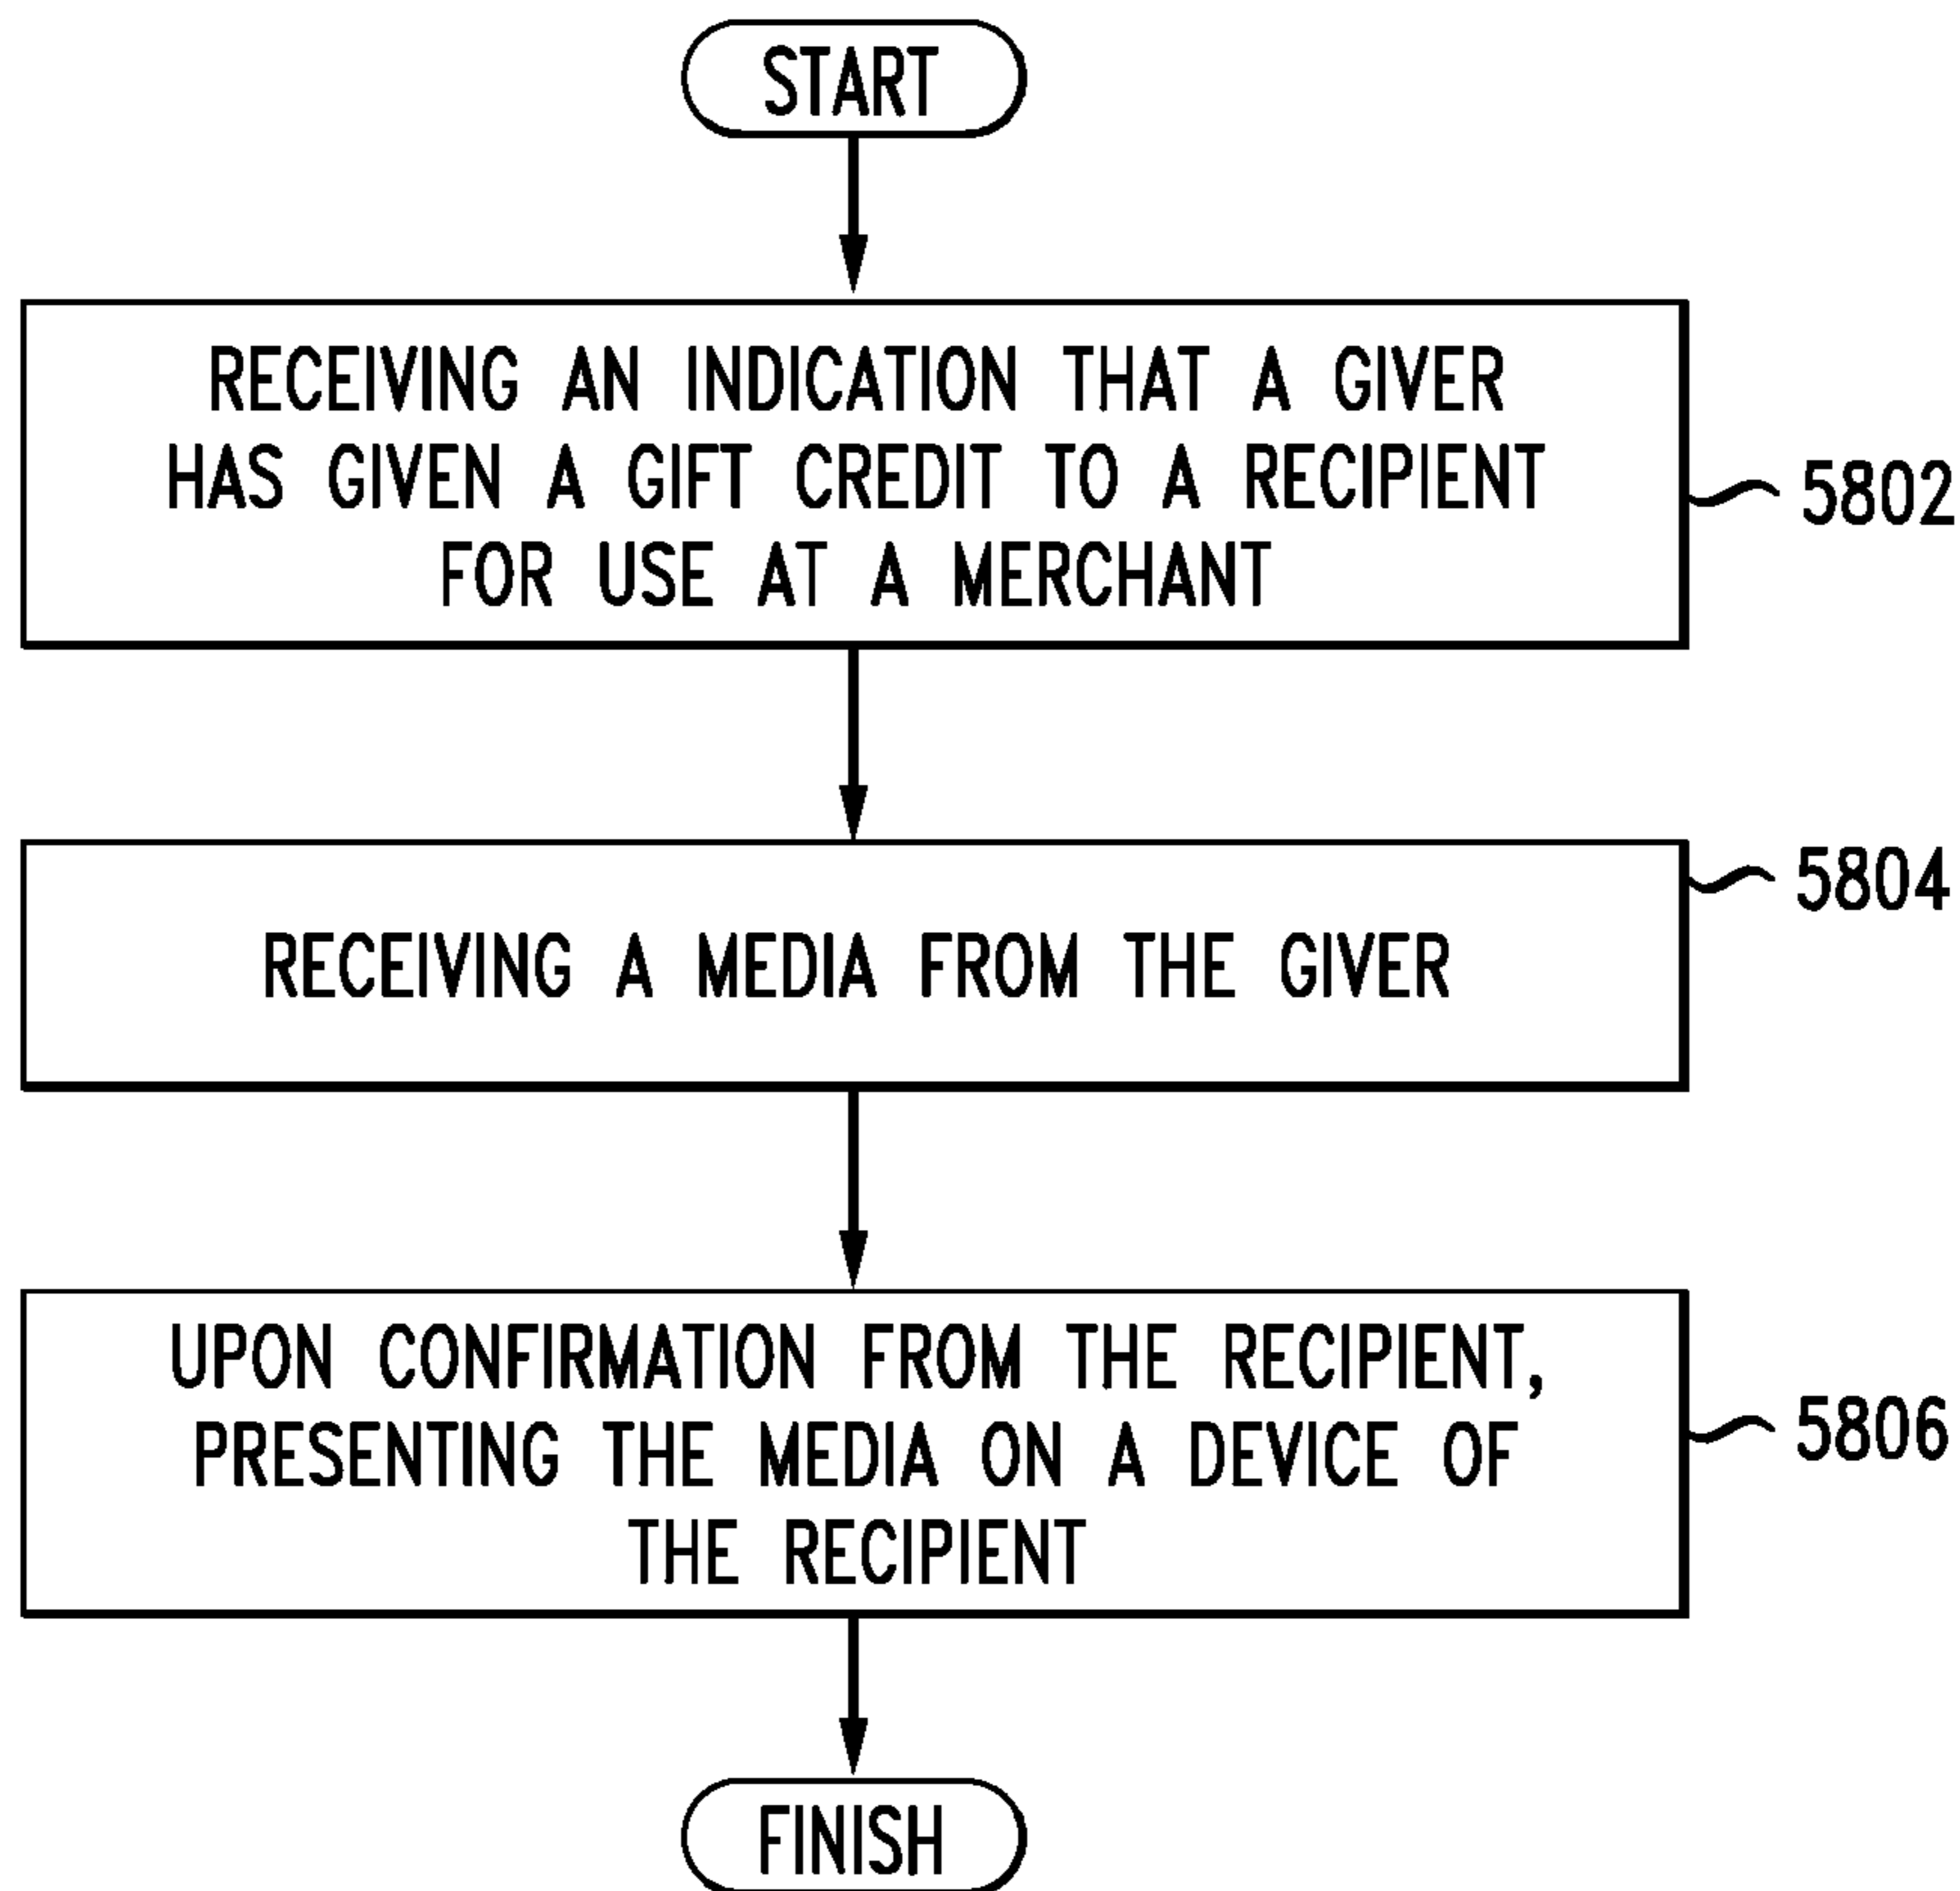 START
RECEIVING AN INDICATION THAT A GIVER
HAS GIVEN A GIFT CREDIT TO A RECIPIENT
FOR USE AT A MERCHANT
5802
5804
RECEIVING A MEDIA FROM THE GIVER
UPON CONFIRMATION FROM THE RECIPIENT,
PRESENTING THE MEDIA ON A DEVICE OF
THE RECIPIENT
5806
FINISH